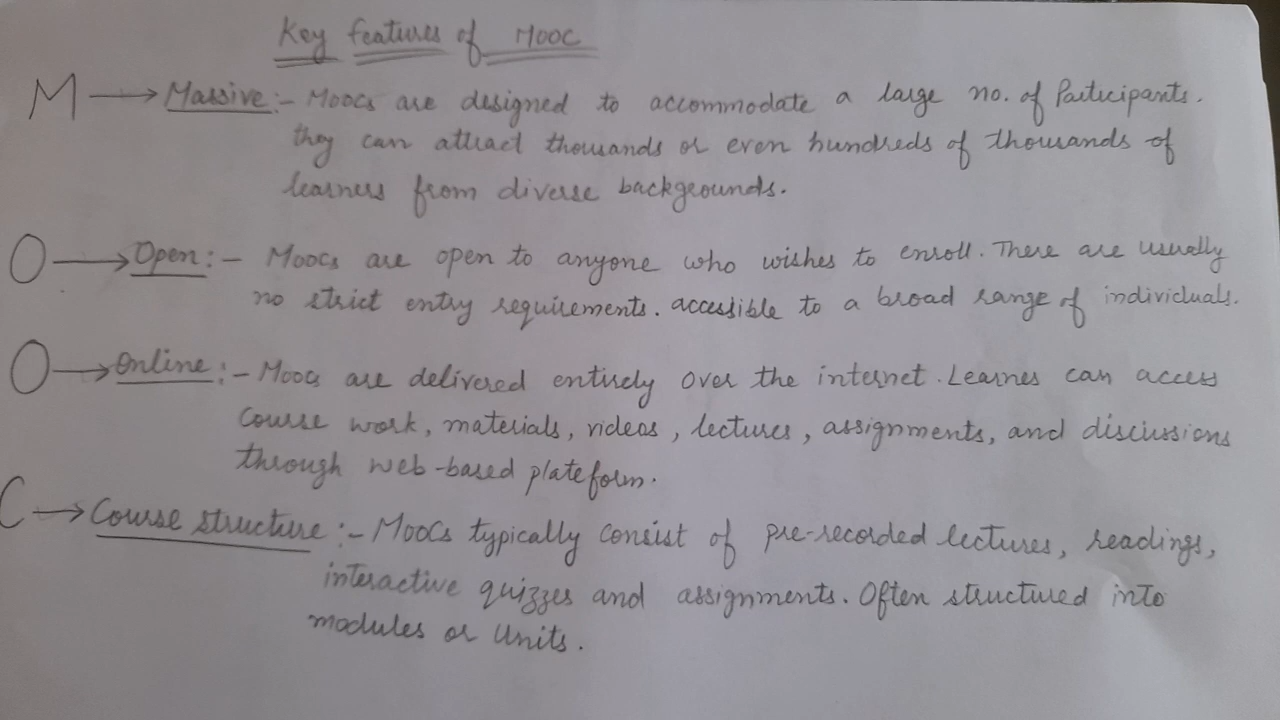 Key features of MOOC
M → Massive:- MOOCs are designed to accommodate a large no. of Participants.
they can attract thousands or even hundreds of thousands of
learners from diverse backgrounds.
O → Open:- MOOCs are open to anyone who wishes to enroll. There are usually
no strict entry requirements. accessible to a broad range of individuals.
O → Online:- MOOCs are delivered entirely over the internet. Learnes can access
course work, materials, videos, lectures, assignments, and discussions
through web-based plateform.
C → Course structure:- MOOCs typically consist of pre-recorded lectures, readings,
interactive quizzes and assignments. Often structured into
modules or Units.